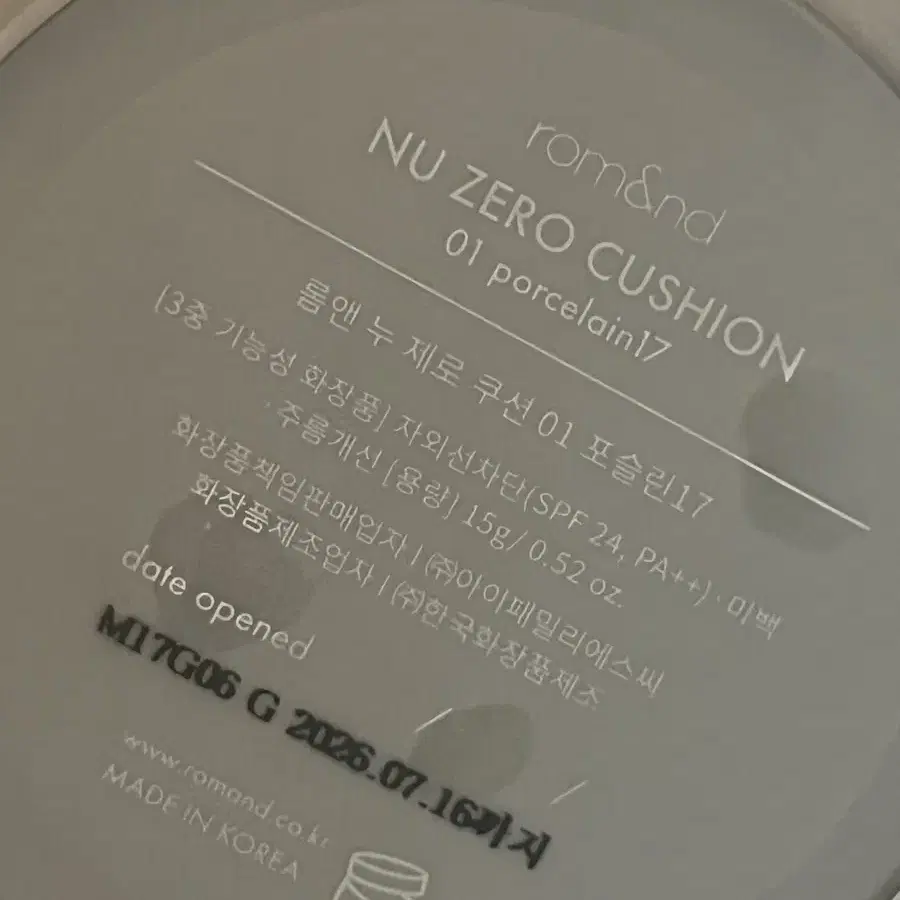 rom&nd
NU ZERO CUSHION
01 porcelain17
롬앤 누 제로 쿠션 01 포슬린17
[3중 기능성 화장품] 자외선차단(SPF 24, PA++)·미백
주름개선 [용량] 15g/ 0.52 oz.
화장품책임판매업자 | ㈜아이패밀리에스씨
화장품제조업자 | ㈜한국화장품제조
date opened
/ /
M17G06 G 2026.07.16까지
www.romand.co.kr
MADE IN KOREA